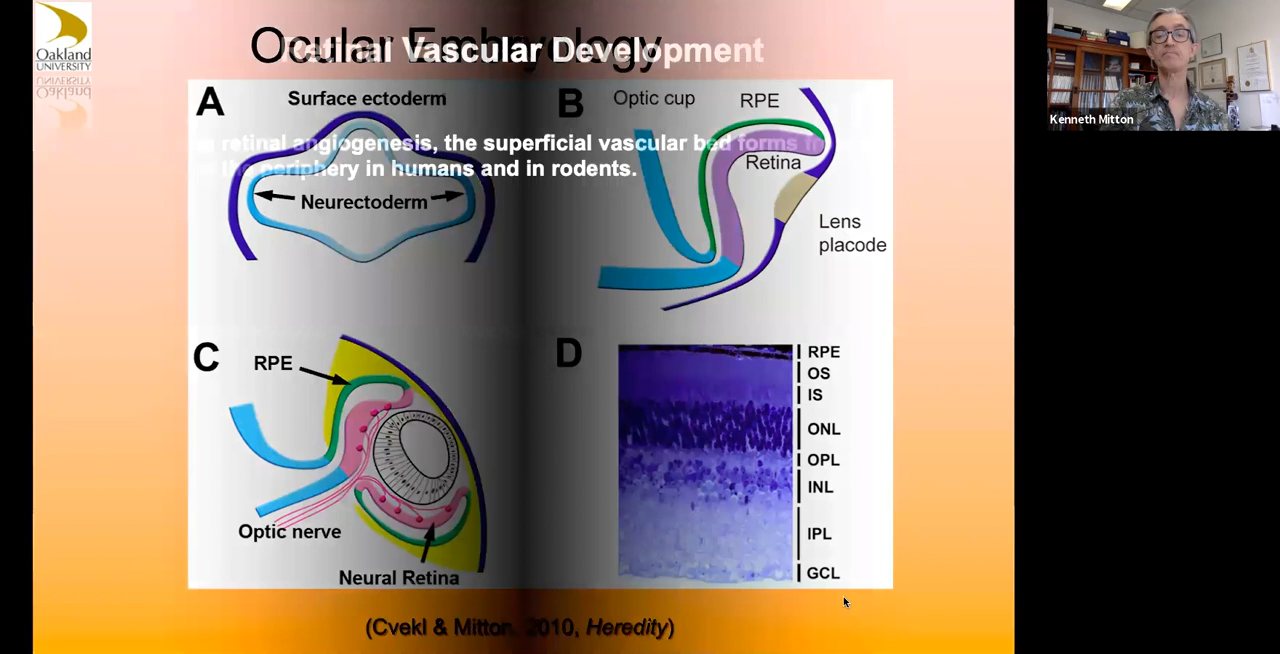 Oakland
UNIVERSITY
Ocular Embryology
Retinal Vascular Development
A
Surface ectoderm
B
Optic cup
RPE
retinal angiogenesis, the superficial vascular bed forms
the periphery in humans and in rodents.
Retina
Neurectoderm
Lens
placode
C
RPE
D
RPE
OS
IS
ONL
OPL
INL
IPL
GCL
Optic nerve
Neural Retina
(Cvekl & Mitton, 2010, Heredity)
Kenneth Mitton